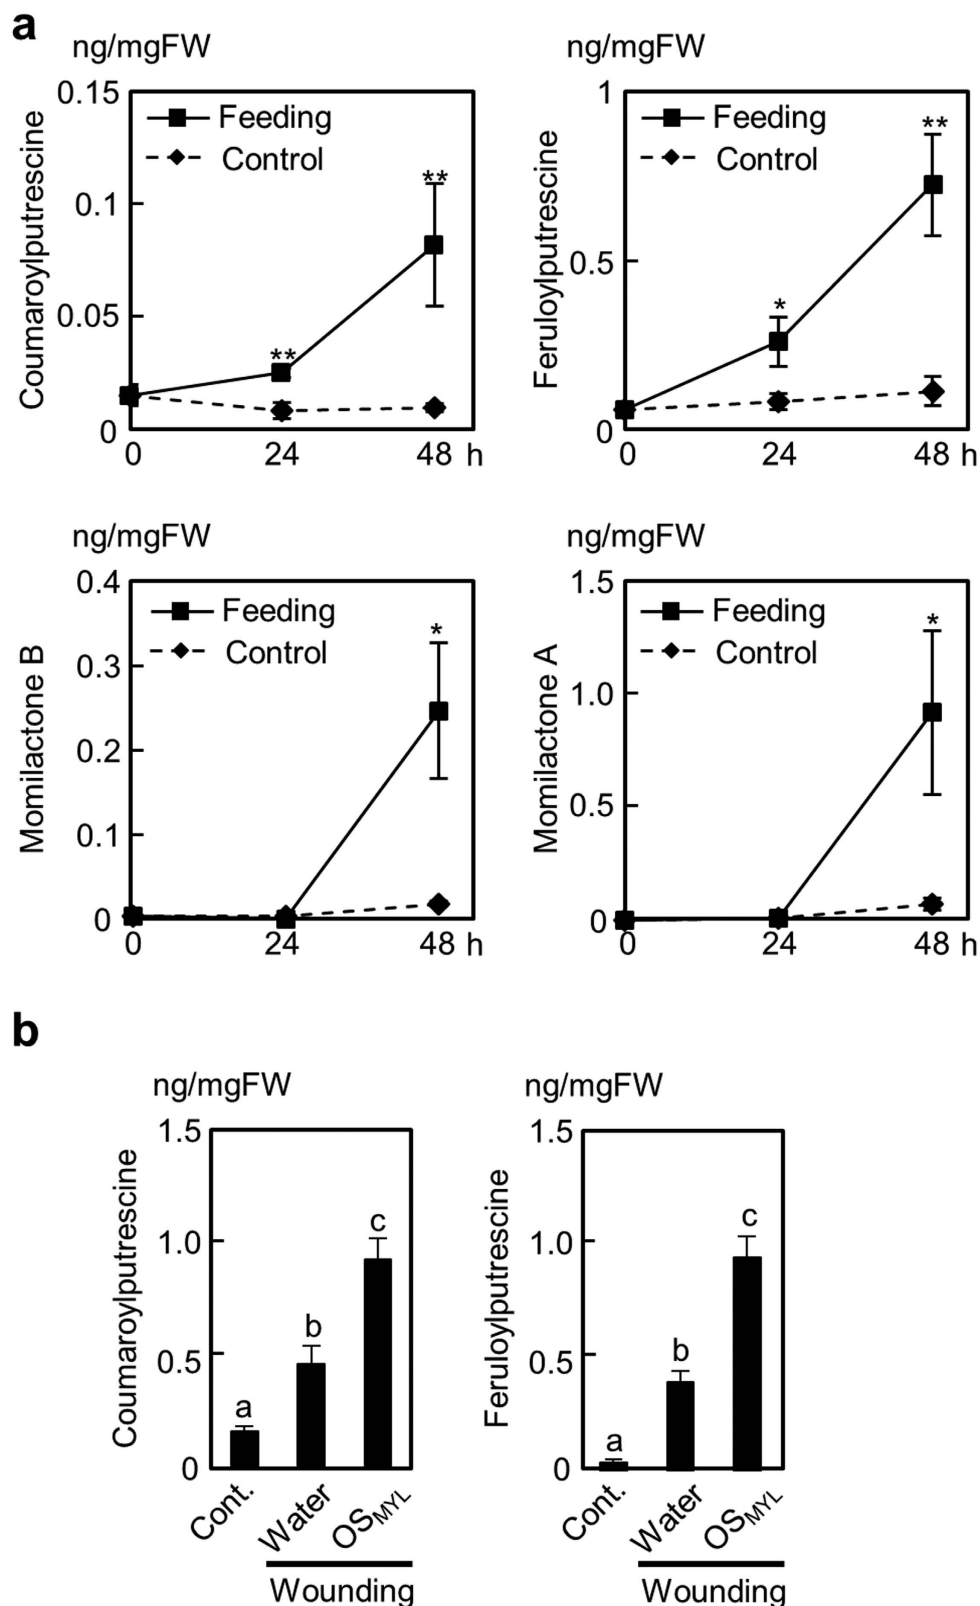 a
ng/mgFW
Coumaroylputrescine
0.15
0.1
0.05
0
Feeding
Control
**
**
0 24 48 h
ng/mgFW
Feruloylputrescine
1
0.5
0
Feeding
Control
*
**
0 24 48 h
ng/mgFW
Momilactone B
0.4
0.3
0.2
0.1
0
Feeding
Control
*
0 24 48 h
ng/mgFW
Momilactone A
1.5
1.0
0.5
0
Feeding
Control
*
0 24 48 h
b
ng/mgFW
Coumaroylputrescine
1.5
1.0
0.5
0
a
b
c
Cont.
Water
OSMYL
Wounding
ng/mgFW
Feruloylputrescine
1.5
1.0
0.5
0
a
b
c
Cont.
Water
OSMYL
Wounding